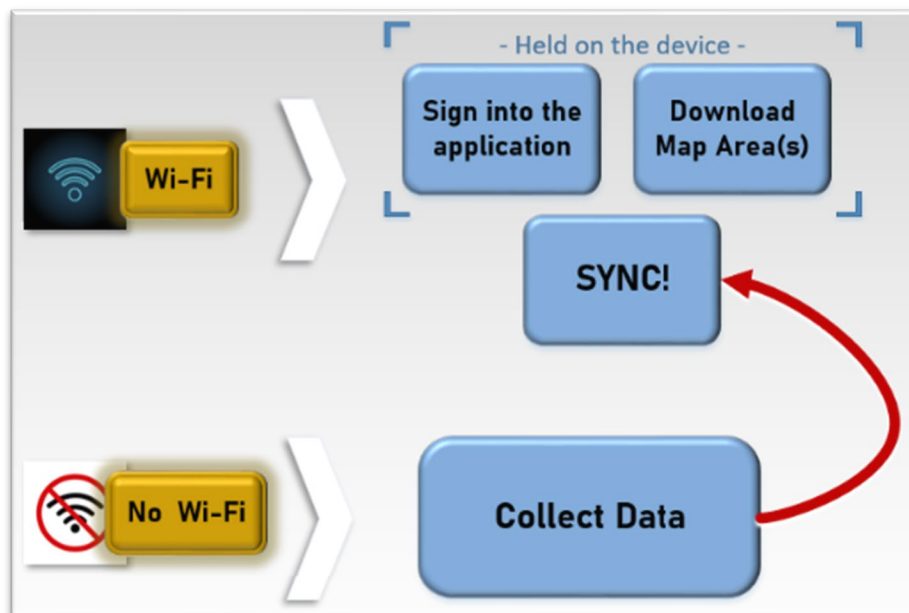 - Held on the device -
Sign into the
application
Download
Map Area(s)
Wi-Fi
SYNC!
No Wi-Fi
Collect Data